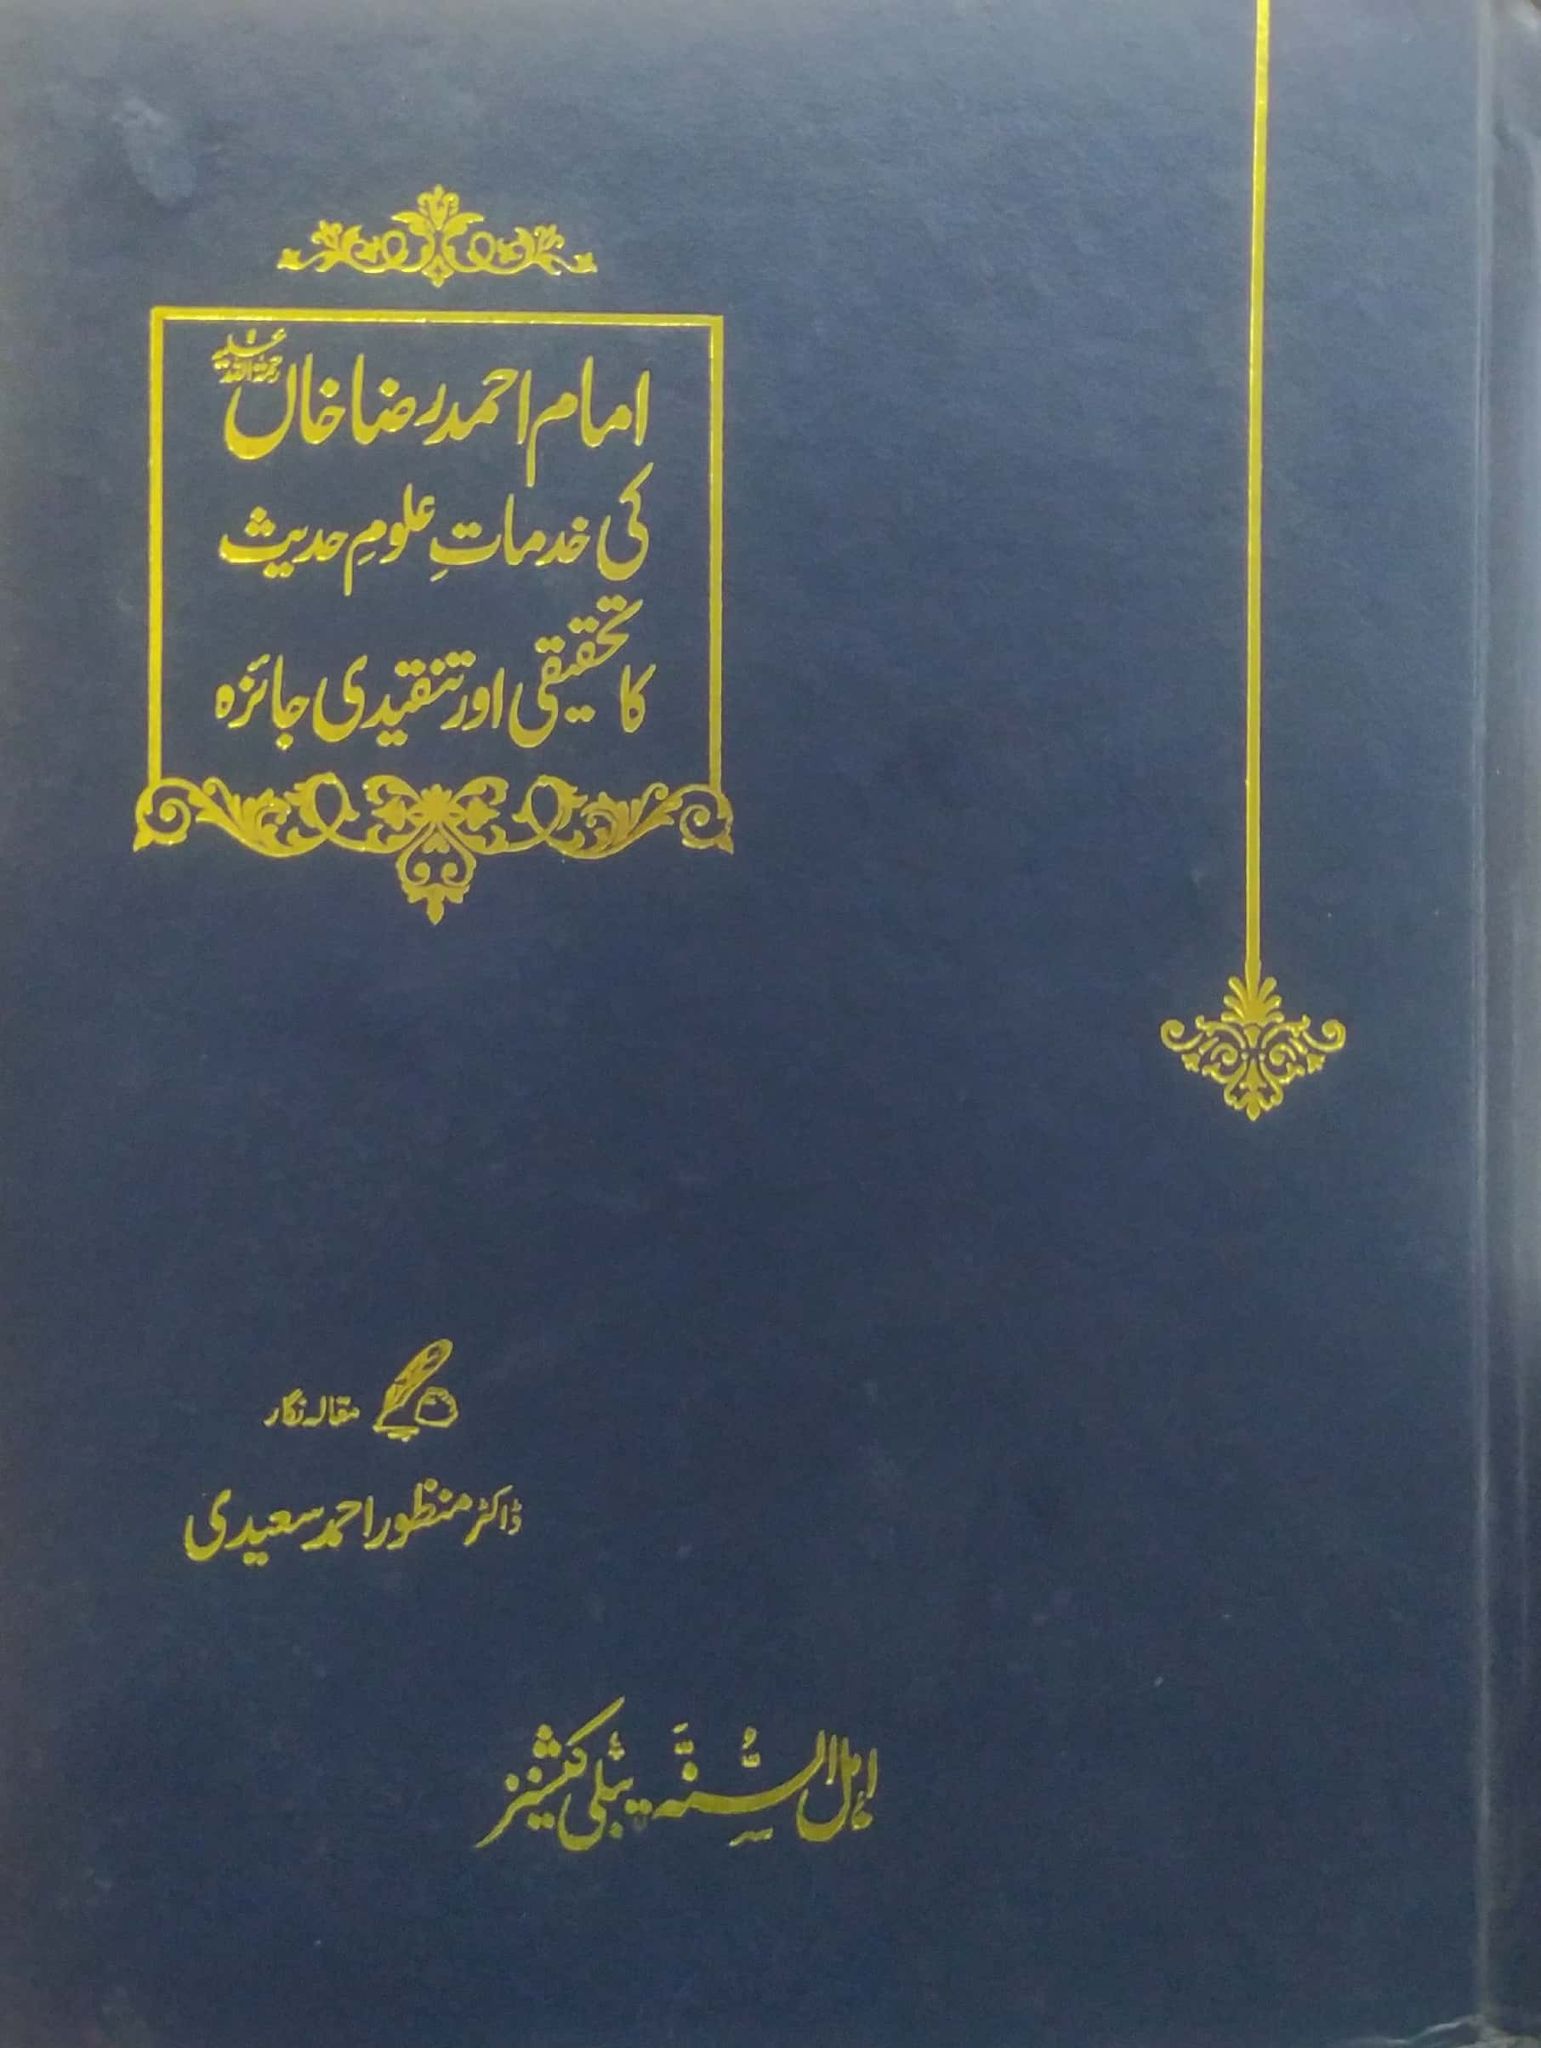 امام احمد رضا خاں رحمۃ اللہ علیہ
کی خدماتِ علومِ حدیث
کا تحقیقی اور تنقیدی جائزہ
مقالہ نگار
ڈاکٹر منظور احمد سعیدی
اہل السُّنَّہ پبلی کیشنز